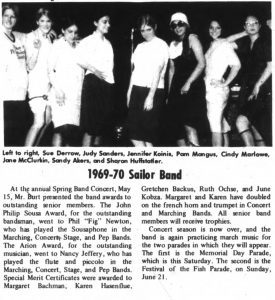 Left to right, Sue Derrow, Judy Sanders, Jennifer Koinis, Pam Mangus, Cindy Marlowe,
Jane McClurkin, Sandy Akers, and Sharon Huffstatler.
1969-70 Sailor Band
At the annual Spring Band Concert, May
15, Mr. Burt presented the band awards to
outstanding senior members. The John
Philip Sousa Award, for the outstanding
bandsman, went to Phil "Fig" Newton,
who has played the Sousaphone in the
Marching, Concert, Stage, and Pep Bands.
The Arion Award, for the outstanding
musician, went to Nancy Jeffery, who has
played the flute and piccolo in the
Marching, Concert, Stage, and Pep Bands.
Special Merit Certificates were awarded to
Margaret Bachman, Karen Hasenflue,
Gretchen Backus, Ruth Ochse, and June
Kobza. Margaret and Karen have doubled
on the french horn and trumpet in Concert
and Marching Bands. All senior band
members will receive trophies.
Concert season is now over, and the
band is again practicing march music for
the two parades in which they will appear.
The first is the Memorial Day Parade,
which is this Saturday. The second is the
Festival of the Fish Parade, on Sunday,
June 21.